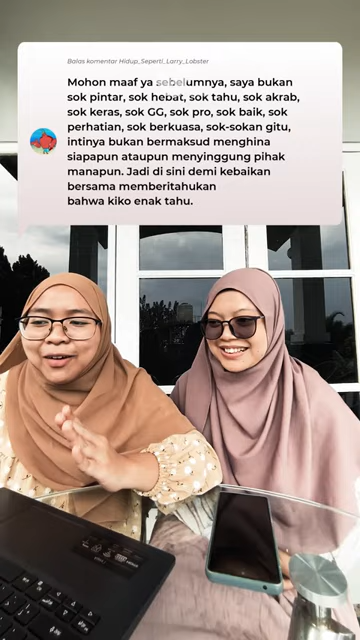 Balas komentar Hidup_Seperti_Larry_Lobster
Mohon maaf ya sebelumnya, saya bukan
sok pintar, sok hebat, sok tahu, sok akrab,
sok keras, sok GG, sok pro, sok baik, sok
perhatian, sok berkuasa, sok-sokan gitu,
intinya bukan bermaksud menghina
siapapun ataupun menyinggung pihak
manapun. Jadi di sini demi kebaikan
bersama memberitahukan
bahwa kiko enak tahu.